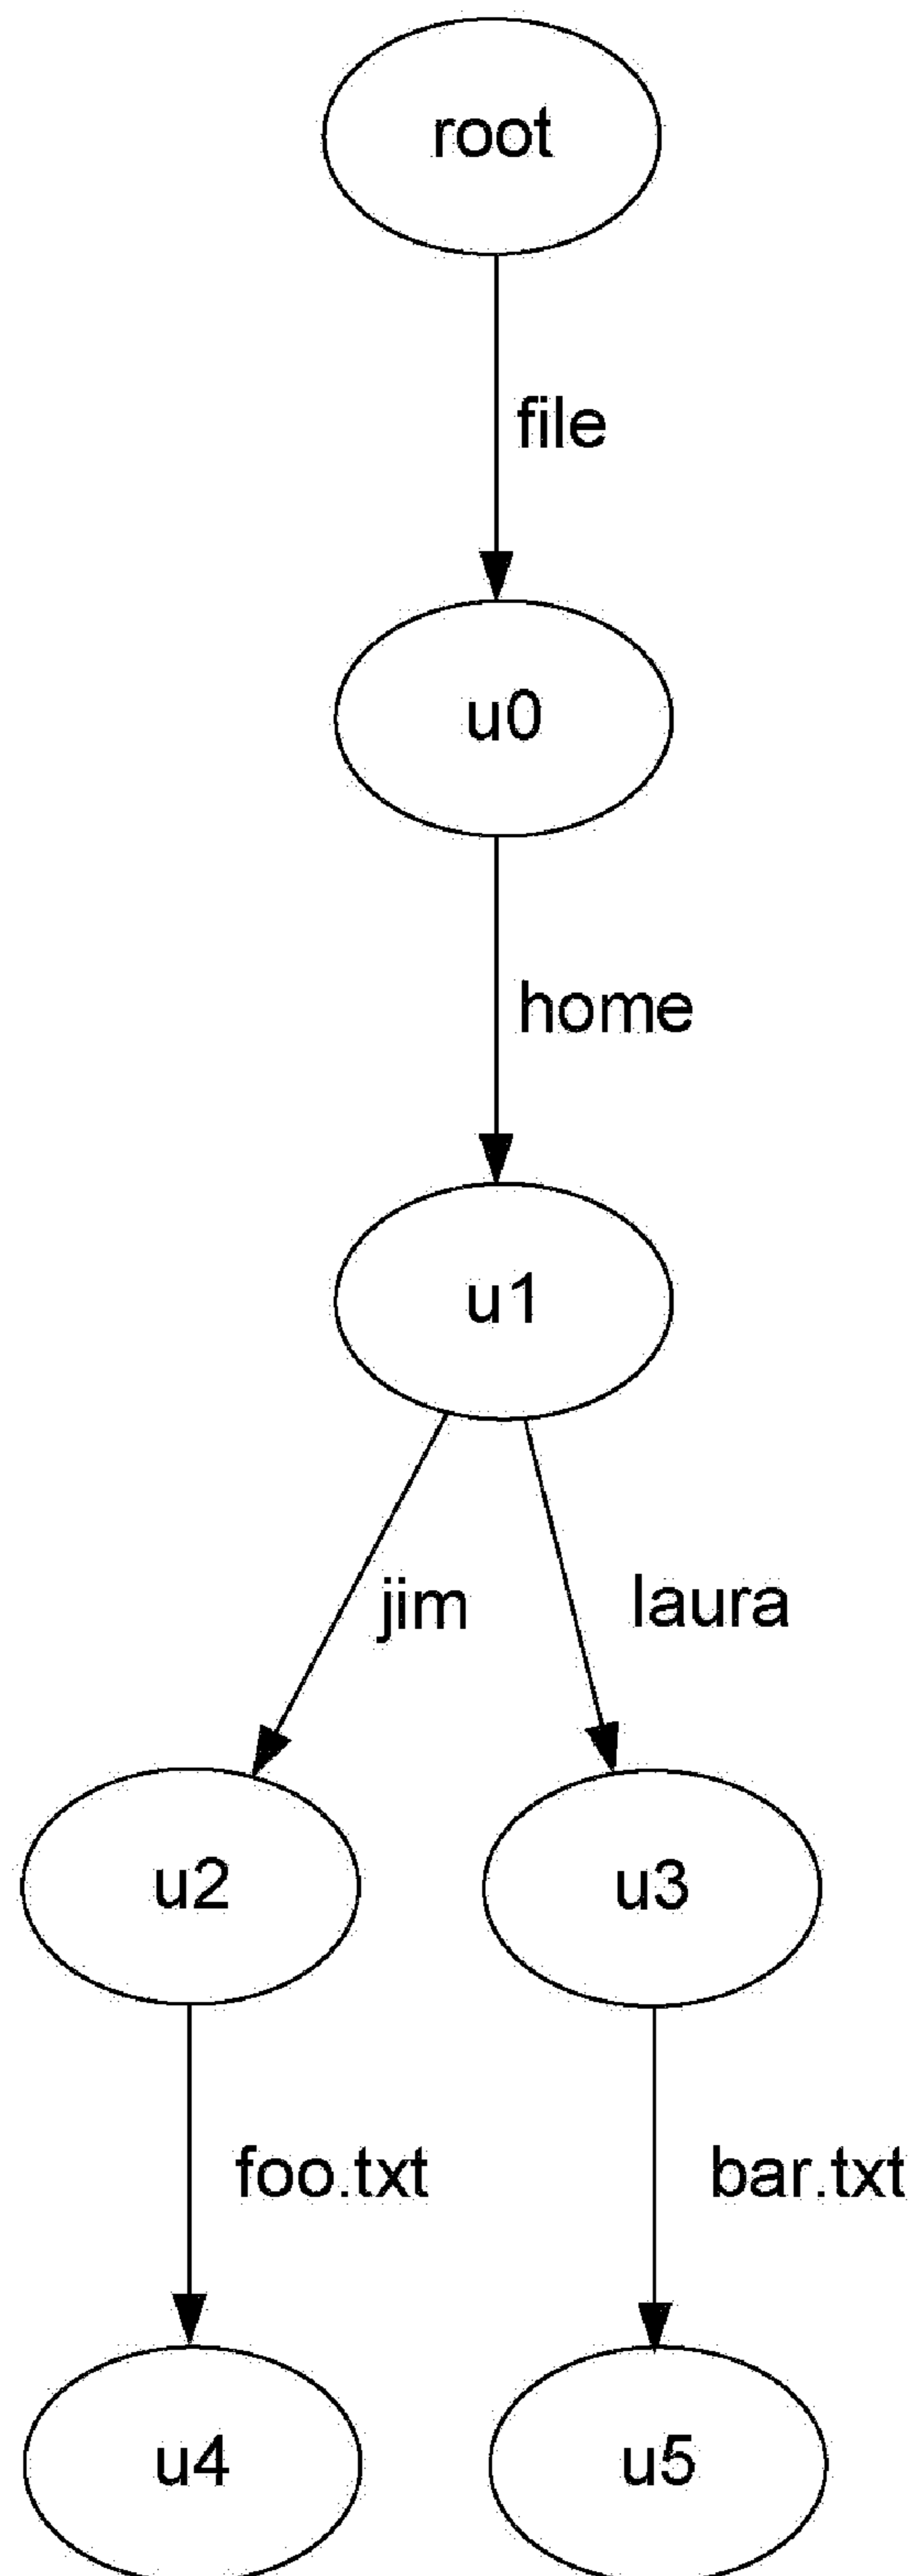 root
file
u0
home
u1
jim laura
u2 u3
foo.txt bar.txt
u4 u5